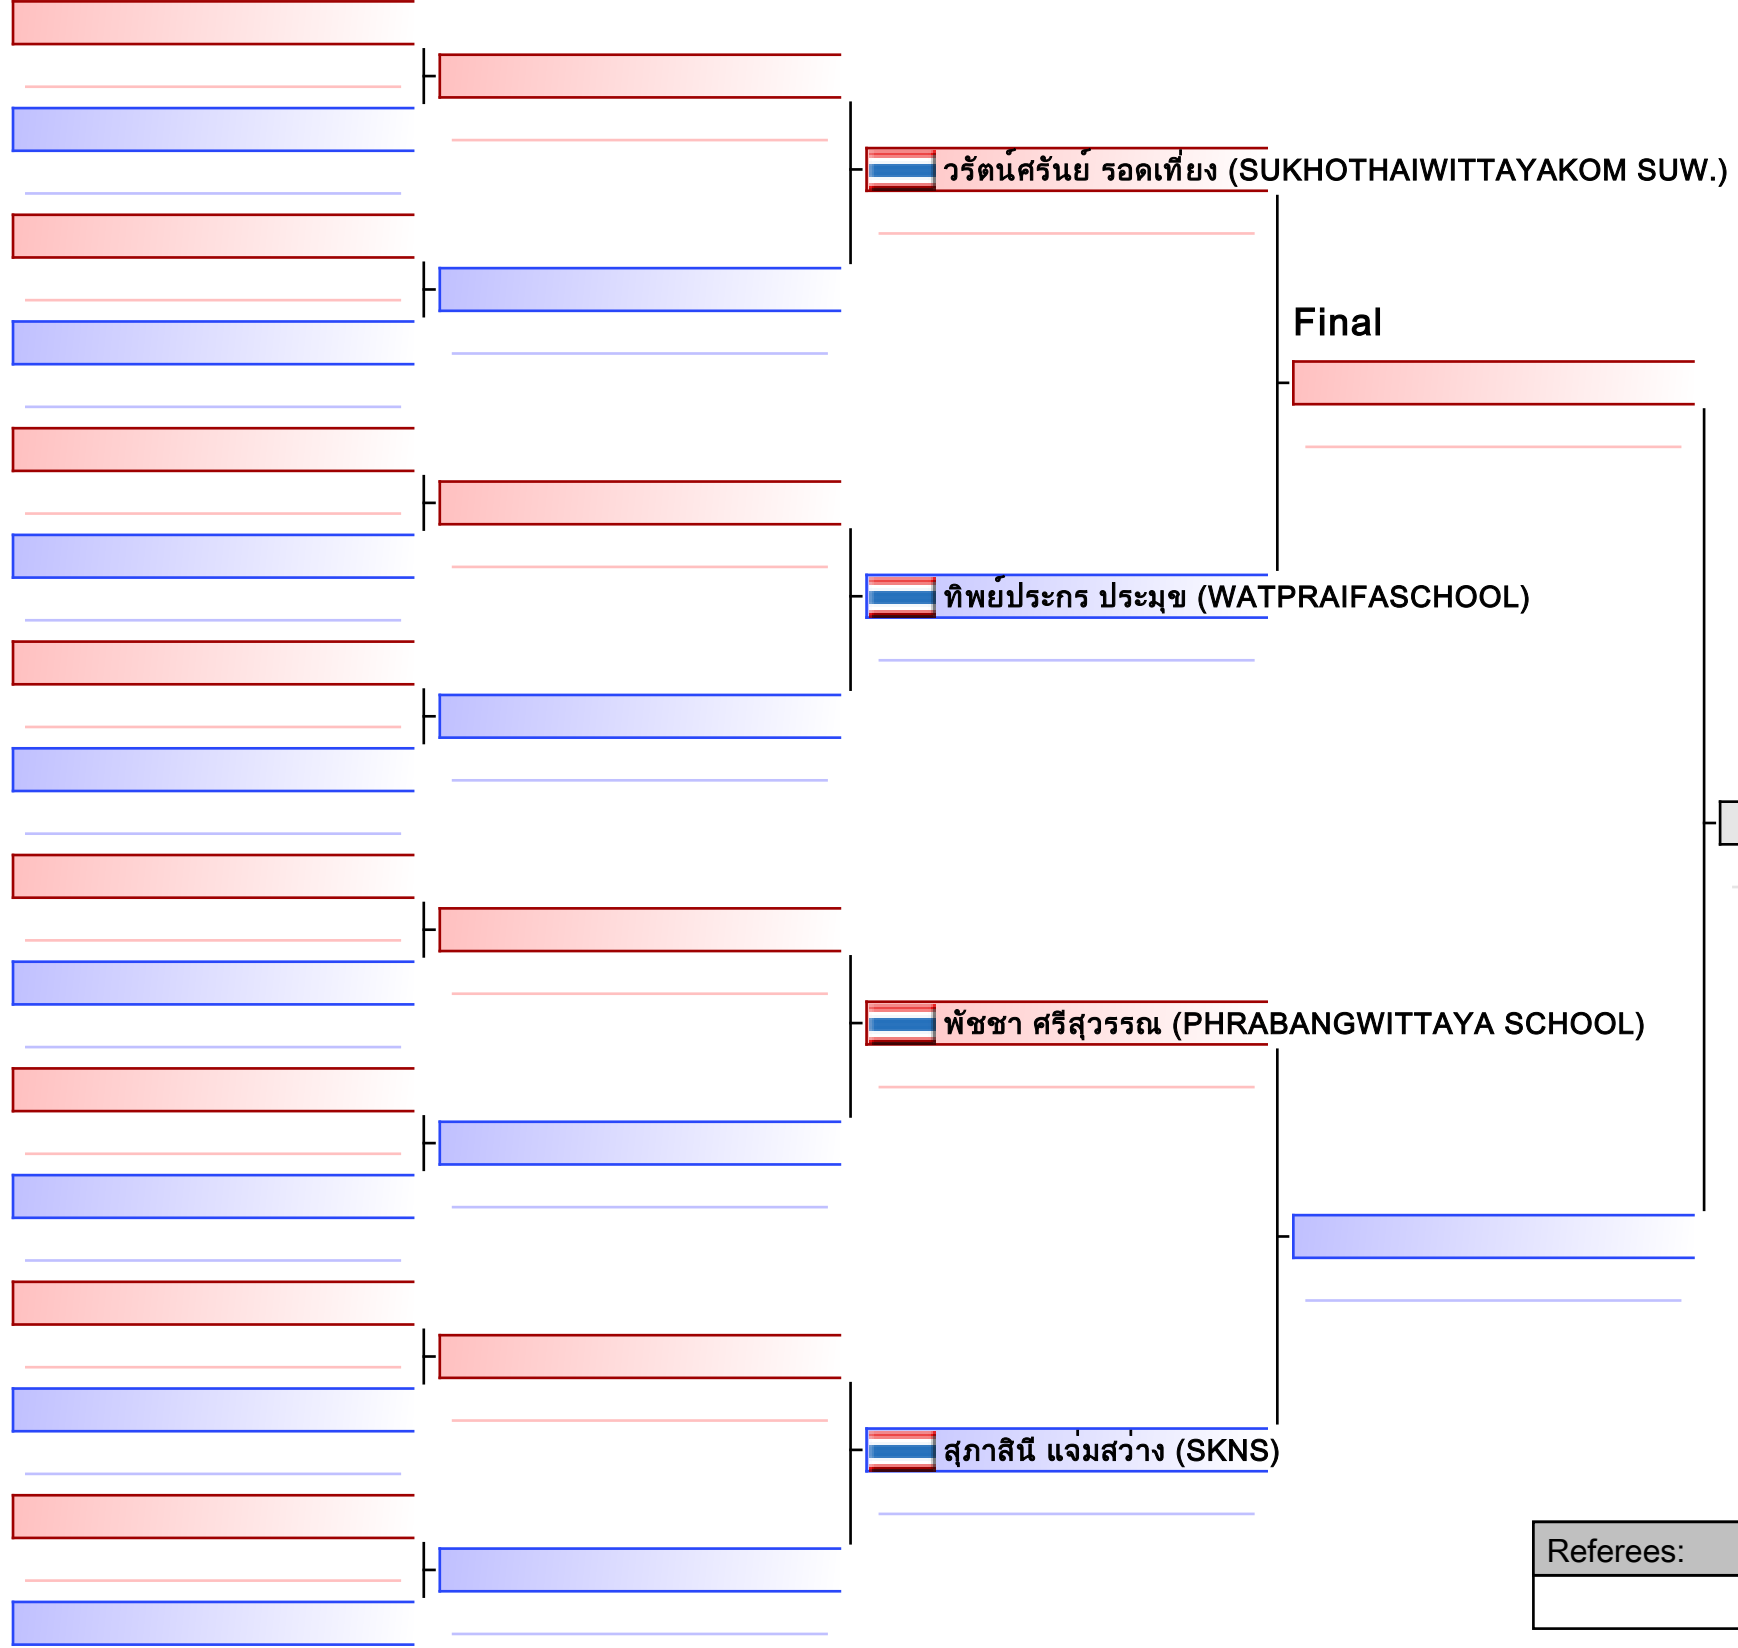 วรัตน์ศรันย์ รอดเที่ยง (SUKHOTHAIWITTAYAKOM SUW.)
Final
ทิพย์ประกร ประมุข (WATPRAIFASCHOOL)
พัชชา ศรีสุวรรณ (PHRABANGWITTAYA SCHOOL)
สุภาสินี แจ่มสว่าง (SKNS)
Referees: